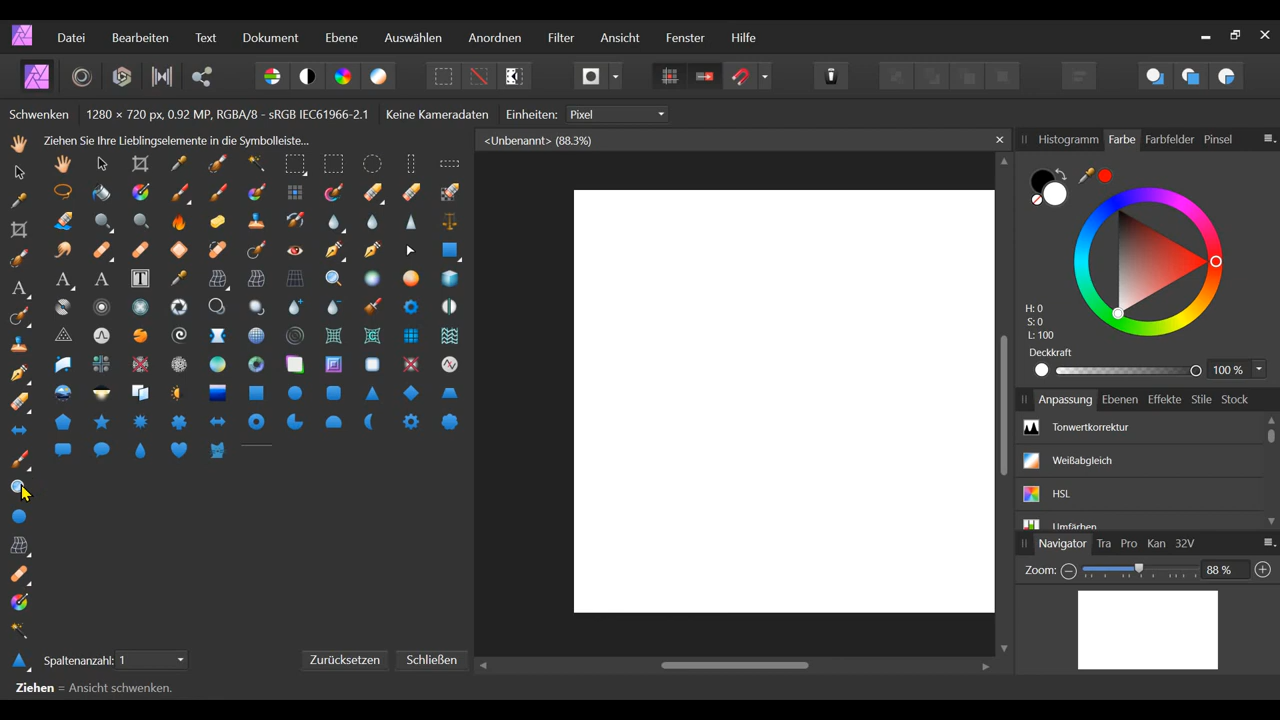 Datei Bearbeiten Text Dokument Ebene Auswählen Anordnen Filter Ansicht Fenster Hilfe
Schwenken 1280 × 720 px, 0.92 MP, RGBA/8 - sRGB IEC61966-2.1 Keine Kameradaten Einheiten: Pixel
Ziehen Sie Ihre Lieblingselemente in die Symbolleiste...
<Unbenannt> (88.3%)
Histogramm Farbe Farbfelder Pinsel
H: 0
S: 0
L: 100
Deckkraft
100 %
Anpassung Ebenen Effekte Stile Stock
Tonwertkorrektur
Weißabgleich
HSL
Umfärben
Navigator Tra Pro Kan 32V
Zoom: 88 %
Spaltenanzahl: 1 Zurücksetzen Schließen
Ziehen = Ansicht schwenken.